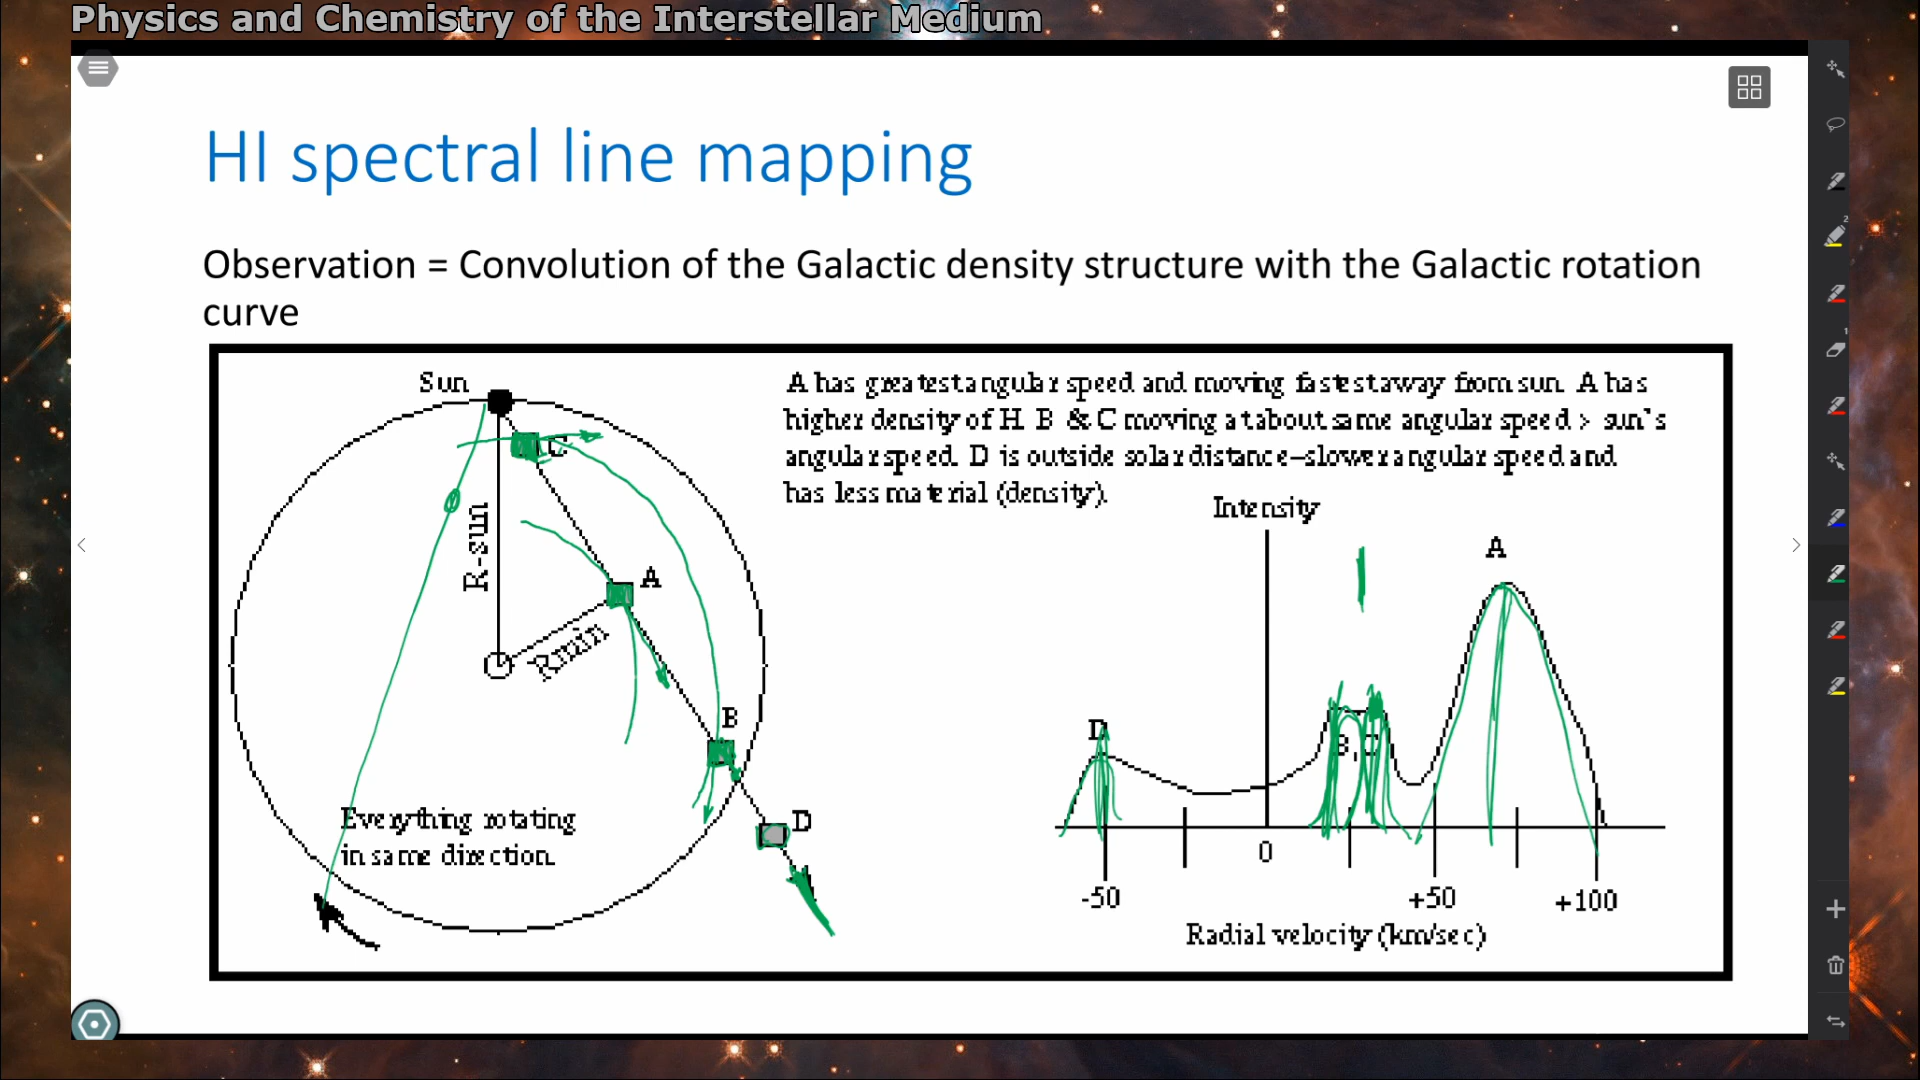 Physics and Chemistry of the Interstellar Medium
HI spectral line mapping
Observation = Convolution of the Galactic density structure with the Galactic rotation
curve
Sun
C
R-sun
A
Rmin
B
D
Everything rotating
in same direction.
A has greatest angular speed and moving fastest away from sun. A has
higher density of H. B & C moving at about same angular speed > sun's
angular speed. D is outside solar distance—slower angular speed and
has less material (density).
Intensity
A
D
B,C
0
-50
+50
+100
Radial velocity (km/sec)
2
1